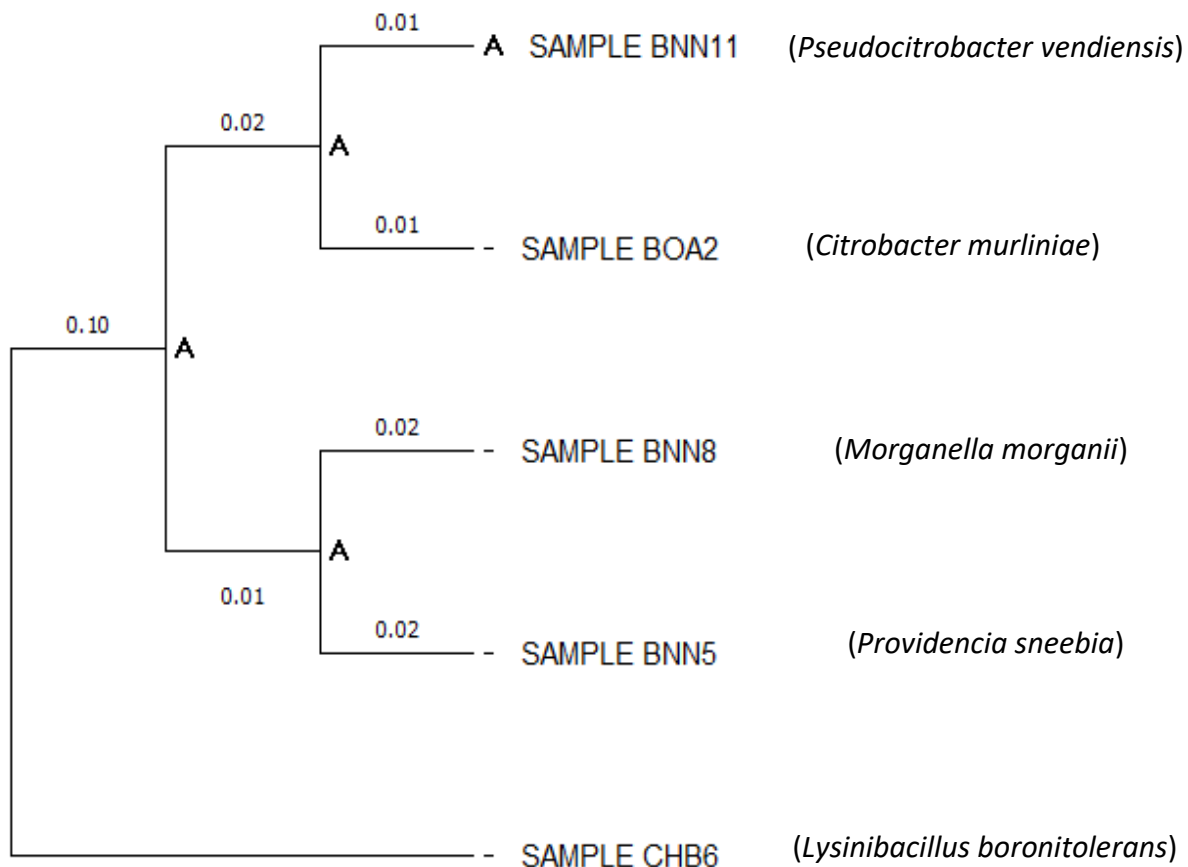 0.01
A SAMPLE BNN11 (Pseudocitrobacter vendiensis)
0.02
A
0.01
- SAMPLE BOA2 (Citrobacter murliniae)
0.10
A
0.02
- SAMPLE BNN8 (Morganella morganii)
A
0.01
0.02
- SAMPLE BNN5 (Providencia sneebia)
- SAMPLE CHB6 (Lysinibacillus boronitolerans)